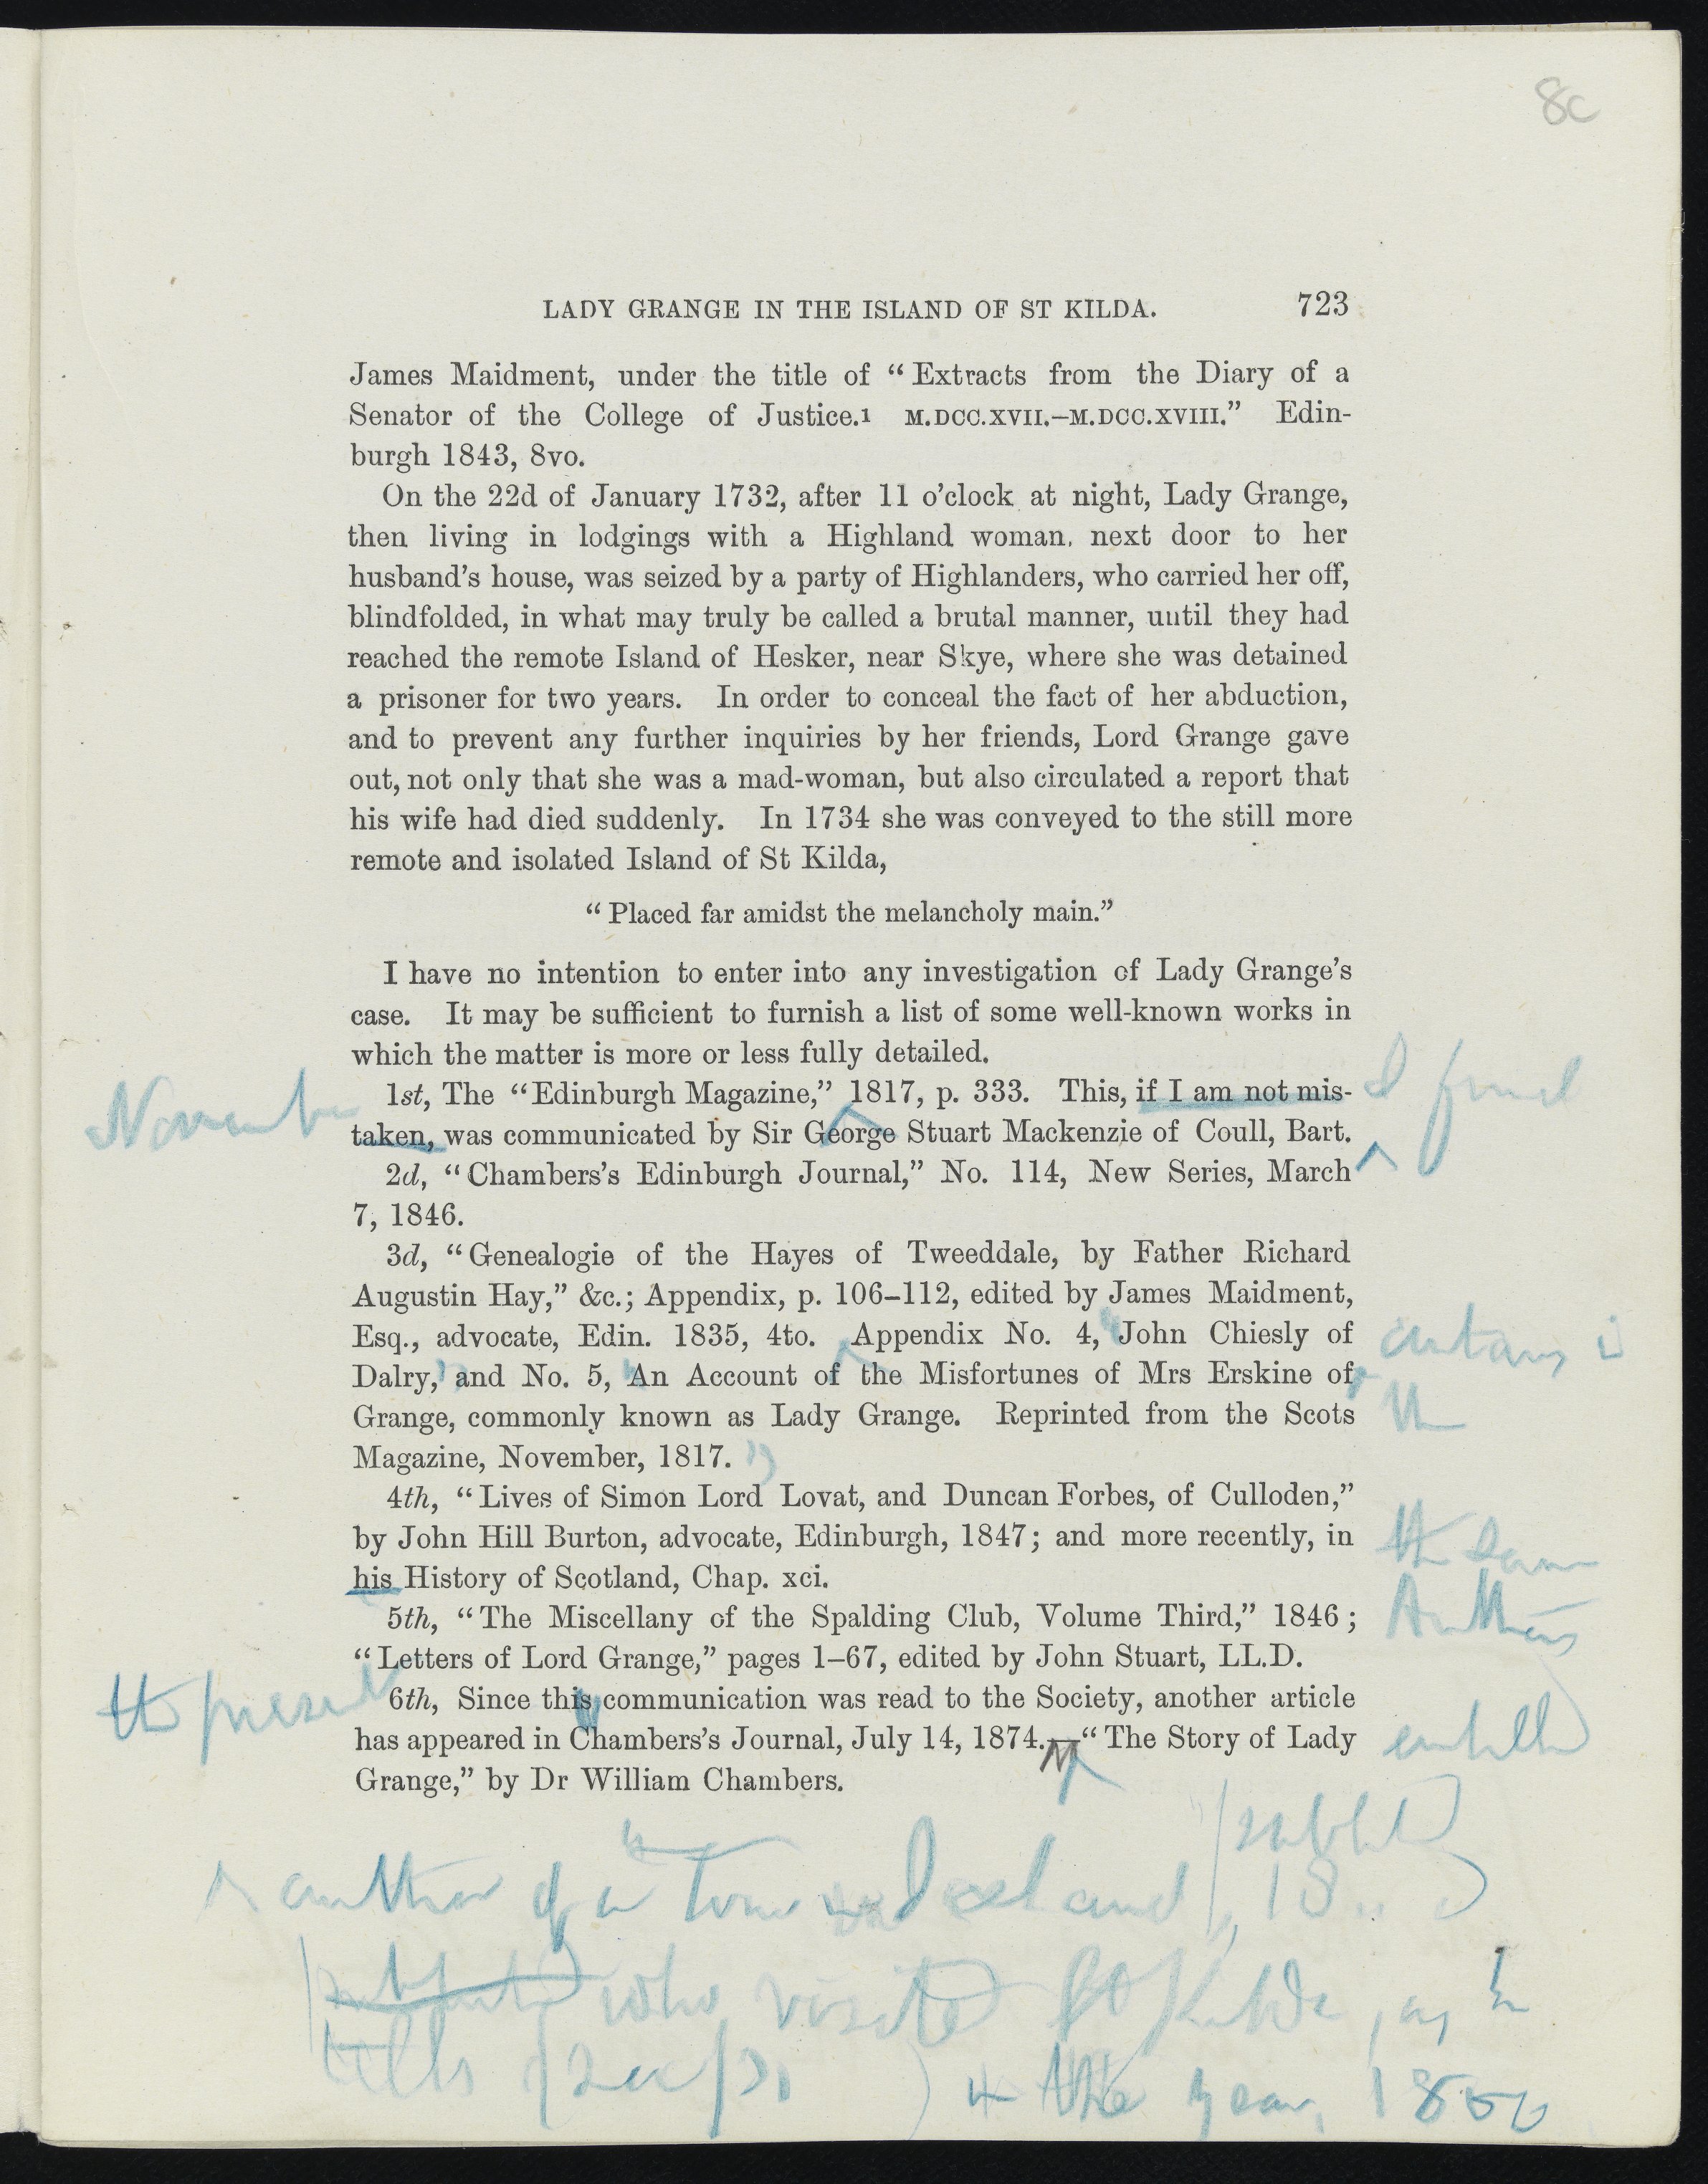 8c
LADY GRANGE IN THE ISLAND OF ST KILDA. 723
James Maidment, under the title of “Extracts from the Diary of a
Senator of the College of Justice.1 M.DCC.XVII.–M.DCC.XVIII.” Edin-
burgh 1843, 8vo.
On the 22d of January 1732, after 11 o’clock at night, Lady Grange,
then living in lodgings with a Highland woman, next door to her
husband’s house, was seized by a party of Highlanders, who carried her off,
blindfolded, in what may truly be called a brutal manner, until they had
reached the remote Island of Hesker, near Skye, where she was detained
a prisoner for two years. In order to conceal the fact of her abduction,
and to prevent any further inquiries by her friends, Lord Grange gave
out, not only that she was a mad-woman, but also circulated a report that
his wife had died suddenly. In 1734 she was conveyed to the still more
remote and isolated Island of St Kilda,
“Placed far amidst the melancholy main.”
I have no intention to enter into any investigation of Lady Grange’s
case. It may be sufficient to furnish a list of some well-known works in
which the matter is more or less fully detailed.
1st, The “Edinburgh Magazine,” 1817, p. 333. This, if I am not mis- I find
November taken, was communicated by Sir George Stuart Mackenzie of Coull, Bart.
2d, “Chambers’s Edinburgh Journal,” No. 114, New Series, March
7, 1846.
3d, “Genealogie of the Hayes of Tweeddale, by Father Richard
Augustin Hay,” &c.; Appendix, p. 106–112, edited by James Maidment,
Esq., advocate, Edin. 1835, 4to. Appendix No. 4, “John Chiesly of contains in
Dalry,” and No. 5, “An Account of the Misfortunes of Mrs Erskine of
Grange, commonly known as Lady Grange. Reprinted from the Scots the
Magazine, November, 1817.”
4th, “Lives of Simon Lord Lovat, and Duncan Forbes, of Culloden,”
by John Hill Burton, advocate, Edinburgh, 1847; and more recently, in the same
his History of Scotland, Chap. xci. Author's
5th, “The Miscellany of the Spalding Club, Volume Third,” 1846;
“Letters of Lord Grange,” pages 1–67, edited by John Stuart, LL.D.
the present 6th, Since this communication was read to the Society, another article
has appeared in Chambers’s Journal, July 14, 1874.—“The Story of Lady entitled
Grange,” by Dr William Chambers.
published
author of a Tour Iceland 18..
who visited St Kilda, as he
tells in the year 1800